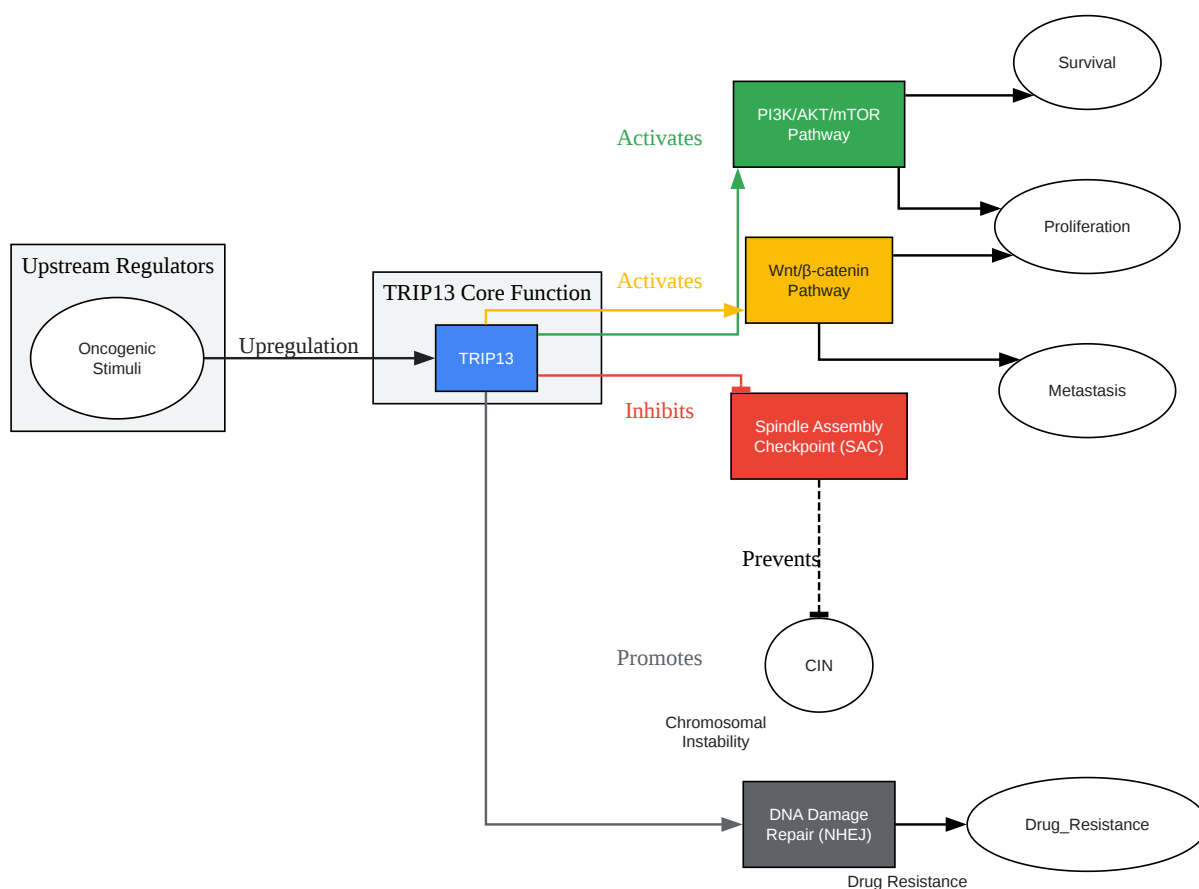 Survival
PI3K/AKT/mTOR
Pathway
Activates
Proliferation
Upstream Regulators
Wnt/β-catenin
Pathway
Activates
TRIP13 Core Function
Oncogenic
Stimuli
Upregulation
TRIP13
Metastasis
Inhibits
Spindle Assembly
Checkpoint (SAC)
Prevents
Promotes
CIN
Chromosomal
Instability
DNA Damage
Repair (NHEJ)
Drug_Resistance
Drug Resistance